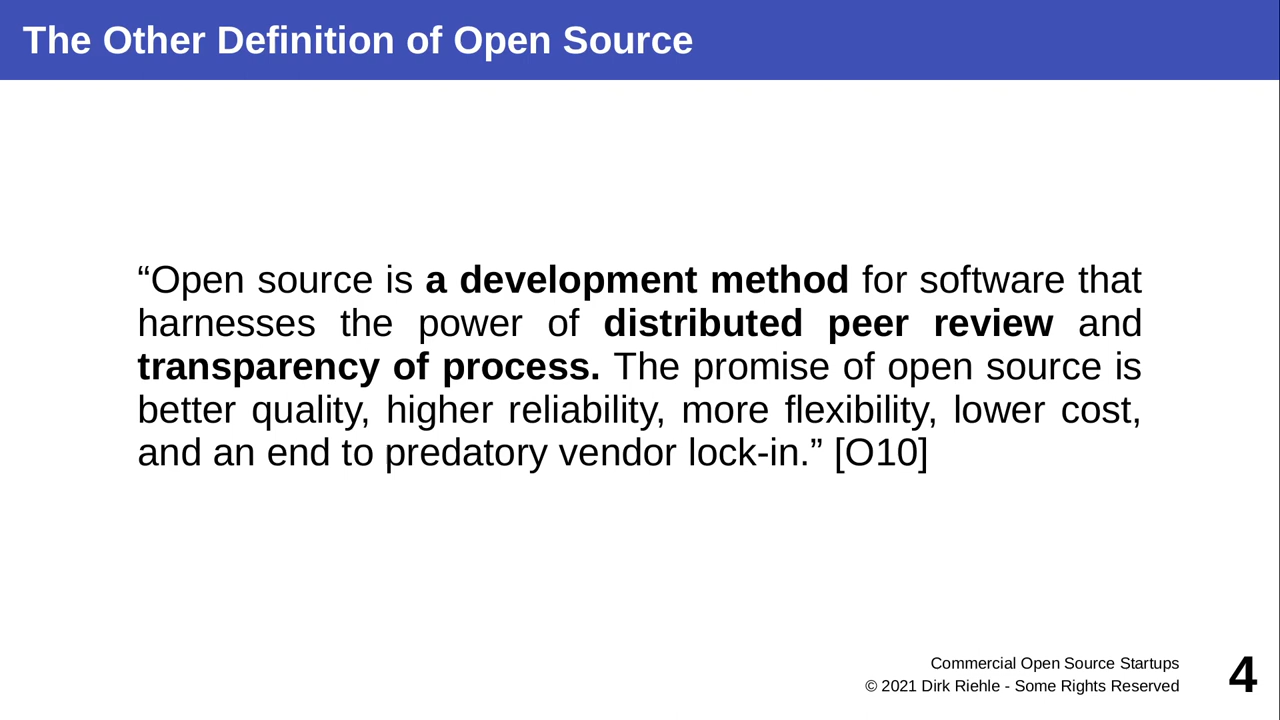 The Other Definition of Open Source
“Open source is a development method for software that
harnesses the power of distributed peer review and
transparency of process. The promise of open source is
better quality, higher reliability, more flexibility, lower cost,
and an end to predatory vendor lock-in.” [O10]
Commercial Open Source Startups
© 2021 Dirk Riehle - Some Rights Reserved
4